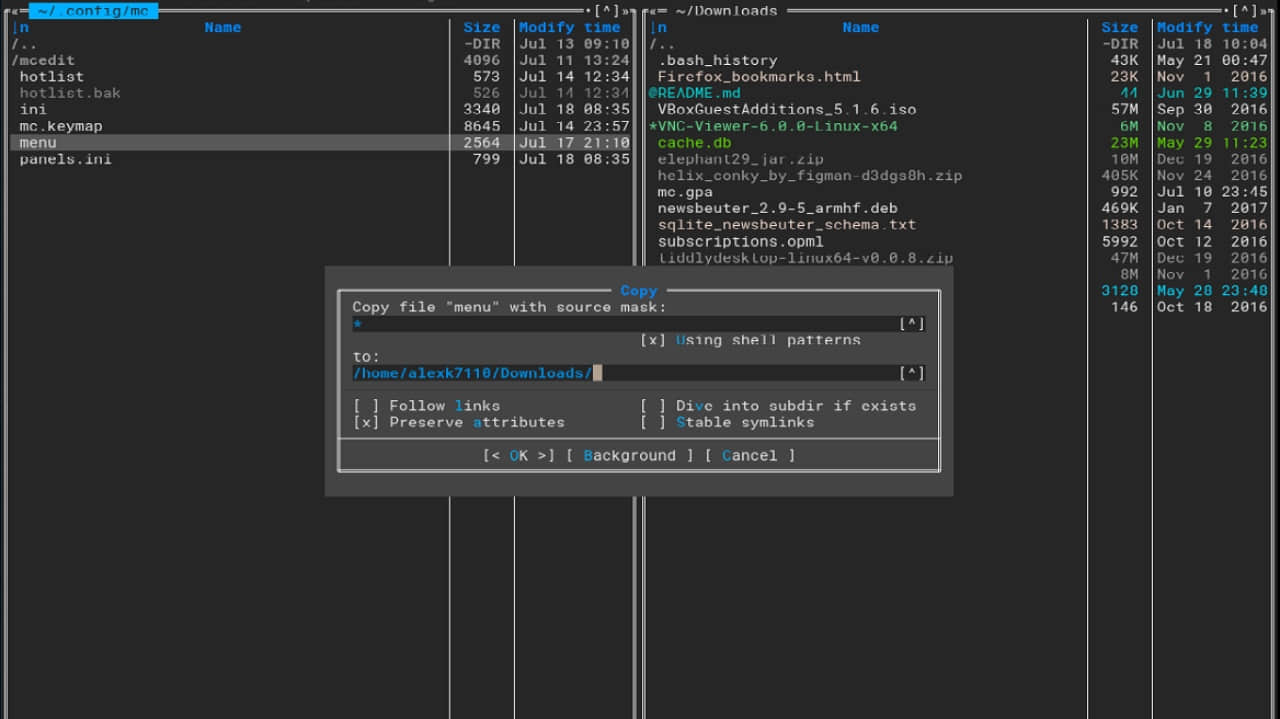 ~/.config/mc
.[^]
|n Name Size Modify time
/.. -DIR Jul 13 09:10
/mcedit 4096 Jul 11 13:24
hotlist 573 Jul 14 12:34
hotlist.bak 526 Jul 14 12:34
ini 3340 Jul 18 08:35
mc.keymap 8645 Jul 14 23:57
menu 2564 Jul 17 21:10
panels.ini 799 Jul 18 08:35
~/Downloads
.[^]
|n Name Size Modify time
/.. -DIR Jul 18 10:04
.bash_history 43K May 21 00:47
Firefox_bookmarks.html 23K Nov 1 2016
@README.md 44 Jun 29 11:39
VBoxGuestAdditions_5.1.6.iso 57M Sep 30 2016
*VNC-Viewer-6.0.0-Linux-x64 6M Nov 8 2016
cache.db 23M May 29 11:23
elephant29_jar.zip 10M Dec 19 2016
helix_conky_by_figman-d3dgs8h.zip 405K Nov 24 2016
mc.gpa 992 Jul 10 23:45
newsbeuter_2.9-5_armhf.deb 469K Jan 7 2017
sqlite_newsbeuter_schema.txt 1383 Oct 14 2016
subscriptions.opml 5992 Oct 12 2016
tiddlydesktop-linux64-v0.0.8.zip 47M Dec 19 2016
8M Nov 1 2016
3128 May 28 23:48
146 Oct 18 2016
Copy
Copy file "menu" with source mask:
* [^]
[x] Using shell patterns
to:
/home/alexk7110/Downloads/ [^]
[ ] Follow links [ ] Dive into subdir if exists
[x] Preserve attributes [ ] Stable symlinks
[< OK >] [ Background ] [ Cancel ]